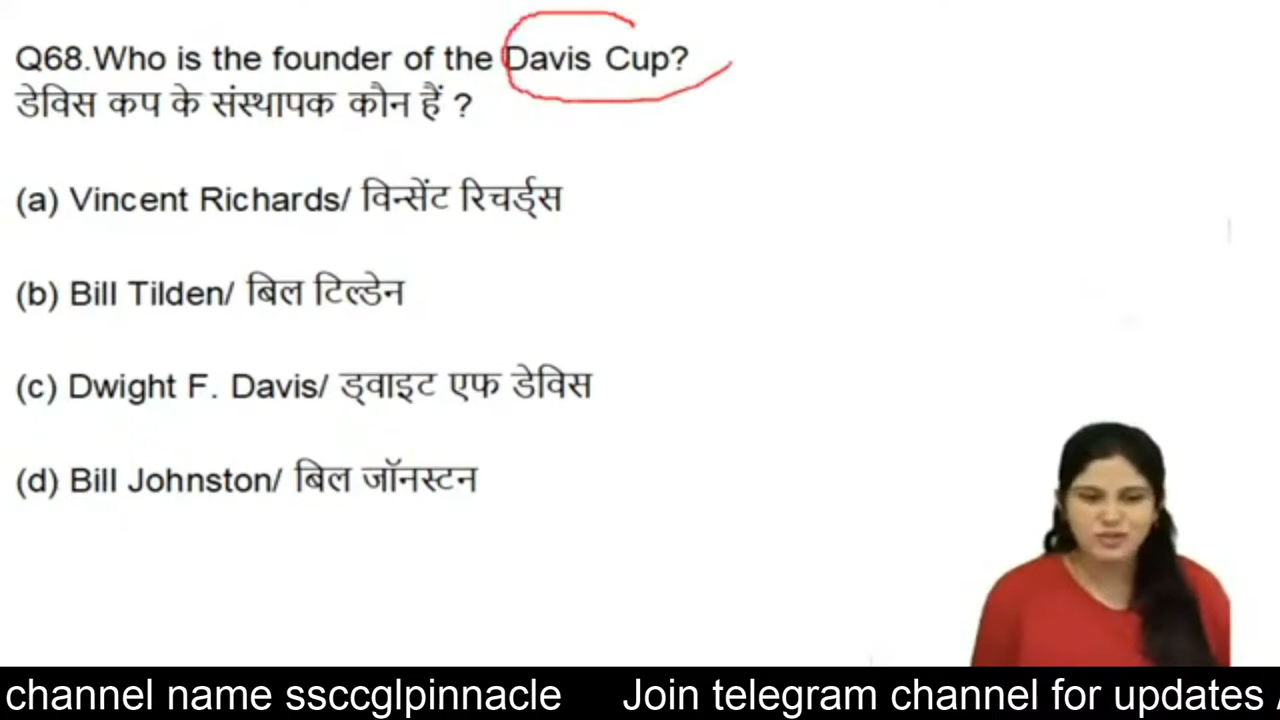 Q68.Who is the founder of the Davis Cup?
डेविस कप के संस्थापक कौन हैं ?
(a) Vincent Richards/ विन्सेंट रिचर्ड्स
(b) Bill Tilden/ बिल टिल्डेन
(c) Dwight F. Davis/ ड्वाइट एफ डेविस
(d) Bill Johnston/ बिल जॉनस्टन
channel name ssccglpinnacle Join telegram channel for updates